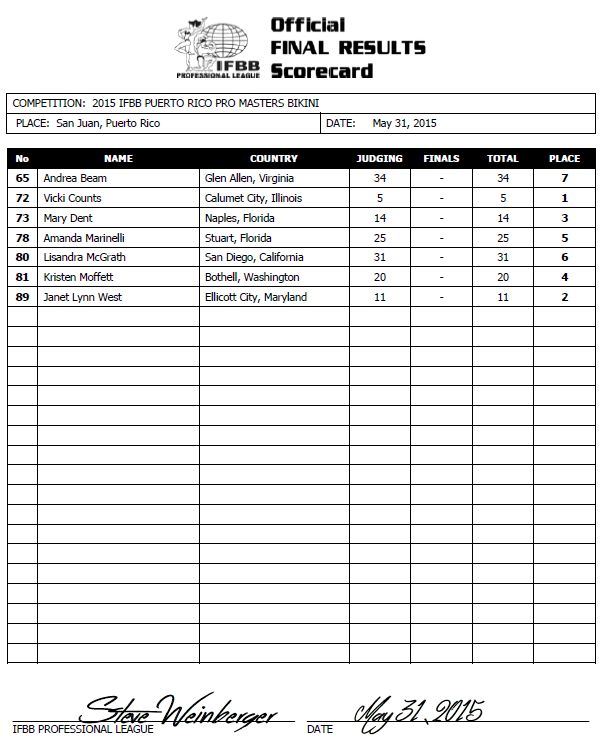 Official
FINAL RESULTS
Scorecard
IFBB
PROFESSIONAL LEAGUE
COMPETITION: 2015 IFBB PUERTO RICO PRO MASTERS BIKINI
PLACE: San Juan, Puerto Rico DATE: May 31, 2015
No NAME COUNTRY JUDGING FINALS TOTAL PLACE
65 Andrea Beam Glen Allen, Virginia 34 - 34 7
72 Vicki Counts Calumet City, Illinois 5 - 5 1
73 Mary Dent Naples, Florida 14 - 14 3
78 Amanda Marinelli Stuart, Florida 25 - 25 5
80 Lisandra McGrath San Diego, California 31 - 31 6
81 Kristen Moffett Bothell, Washington 20 - 20 4
89 Janet Lynn West Ellicott City, Maryland 11 - 11 2
Steve Weinberger May 31, 2015
IFBB PROFESSIONAL LEAGUE DATE